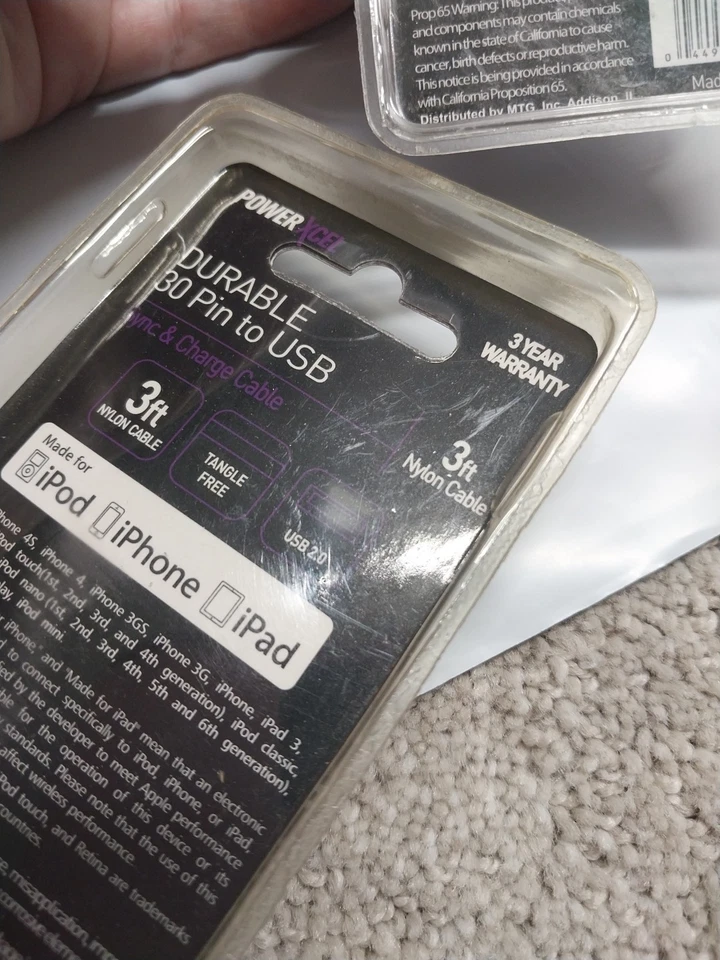 Prop 65 Warning: This
and components may contain chemicals
known in the state of California to cause
cancer, birth defects or reproductive harm.
This notice is being provided in accordance
with California Proposition 65.
Distributed by MTG, Inc. Addison, IL
0 449
POWERXCEL
DURABLE
30 Pin to USB
Sync & Charge Cable
3 YEAR
WARRANTY
3ft
NYLON CABLE
TANGLE
FREE
USB 2.0
3ft
Nylon Cable
Made for
iPod iPhone iPad
iPhone 4S, iPhone 4, iPhone 3GS, iPhone 3G, iPhone, iPad 3,
iPod touch(1st, 2nd, 3rd, and 4th generation), iPod classic,
iPod nano (1st, 2nd, 3rd, 4th, 5th and 6th generation),
iPod mini.
iPhone," and "Made for iPad" mean that an electronic
to connect specifically to iPod, iPhone, or iPad,
by the developer to meet Apple performance
for the operation of this device or its
standards. Please note that the use of this
affect wireless performance.
iPod touch, and Retina are trademarks
countries.
misapplication,
corrosive